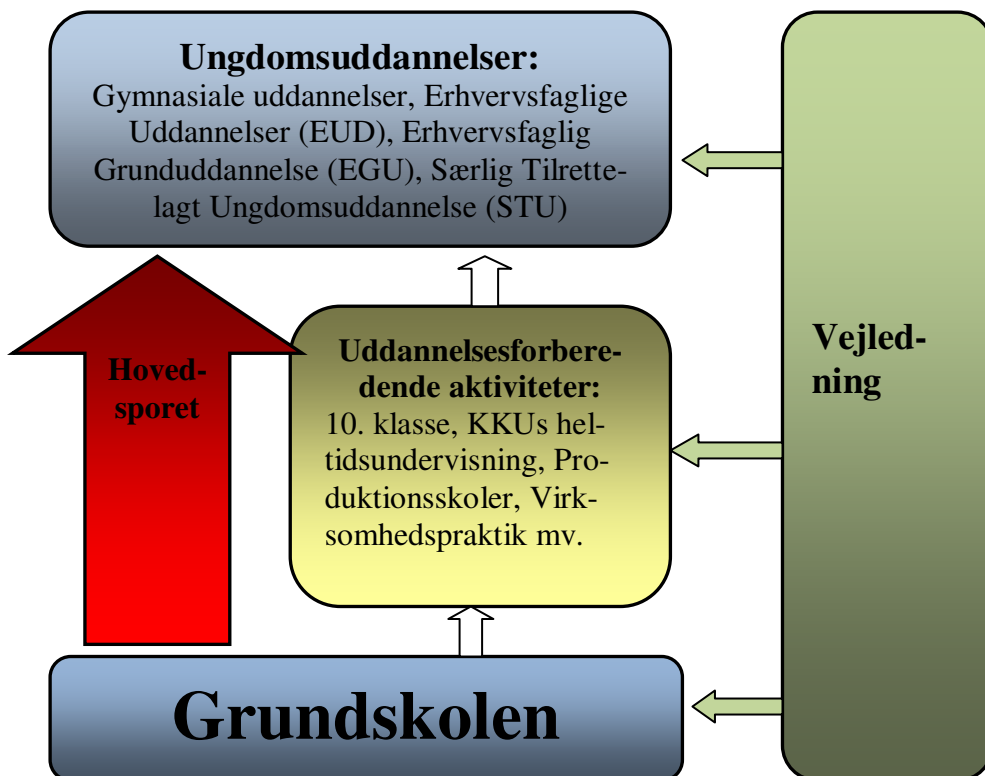 Ungdomsuddannelser:
Gymnasiale uddannelser, Erhvervsfaglige
Uddannelser (EUD), Erhvervsfaglig
Grunduddannelse (EGU), Særlig Tilrette-
lagt Ungdomsuddannelse (STU)
Hoved-
sporet
Uddannelsesforbere-
dende aktiviteter:
10. klasse, KKUs hel-
tidsundervisning, Pro-
duktionsskoler, Virk-
somhedspraktik mv.
Vejled-
ning
Grundskolen